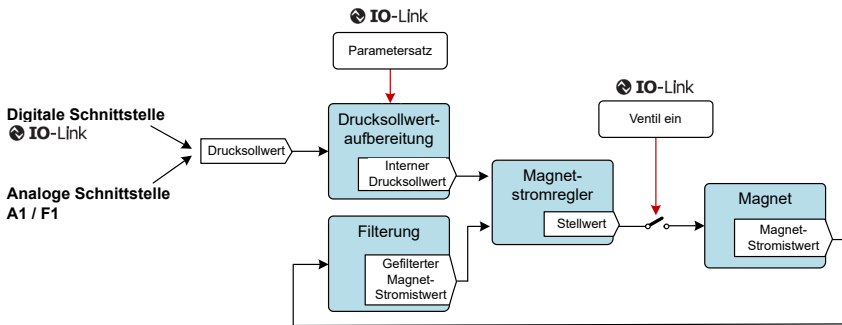 IO-Link
Parametersatz
IO-Link
Ventil ein
Digitale Schnittstelle
IO-Link
Drucksollwert
Analoge Schnittstelle
A1 / F1
Drucksollwert-
aufbereitung
Interner
Drucksollwert
Magnet-
stromregler
Stellwert
Magnet
Magnet-
Stromistwert
Filterung
Gefilterter
Magnet-
Stromistwert